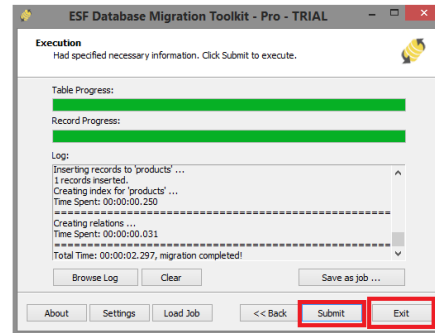 ESF Database Migration Toolkit - Pro - TRIAL
Execution
Had specified necessary information. Click Submit to execute.
Table Progress:
Record Progress:
Log:
Inserting records to 'products' ...
1 records inserted.
Creating index for 'products' ...
Time Spent: 00:00:00.250
==================================================
Creating relations ...
Time Spent: 00:00:00.031
==================================================
Total Time: 00:00:02.297, migration completed!
Browse Log Clear Save as job ...
About Settings Load Job << Back Submit Exit